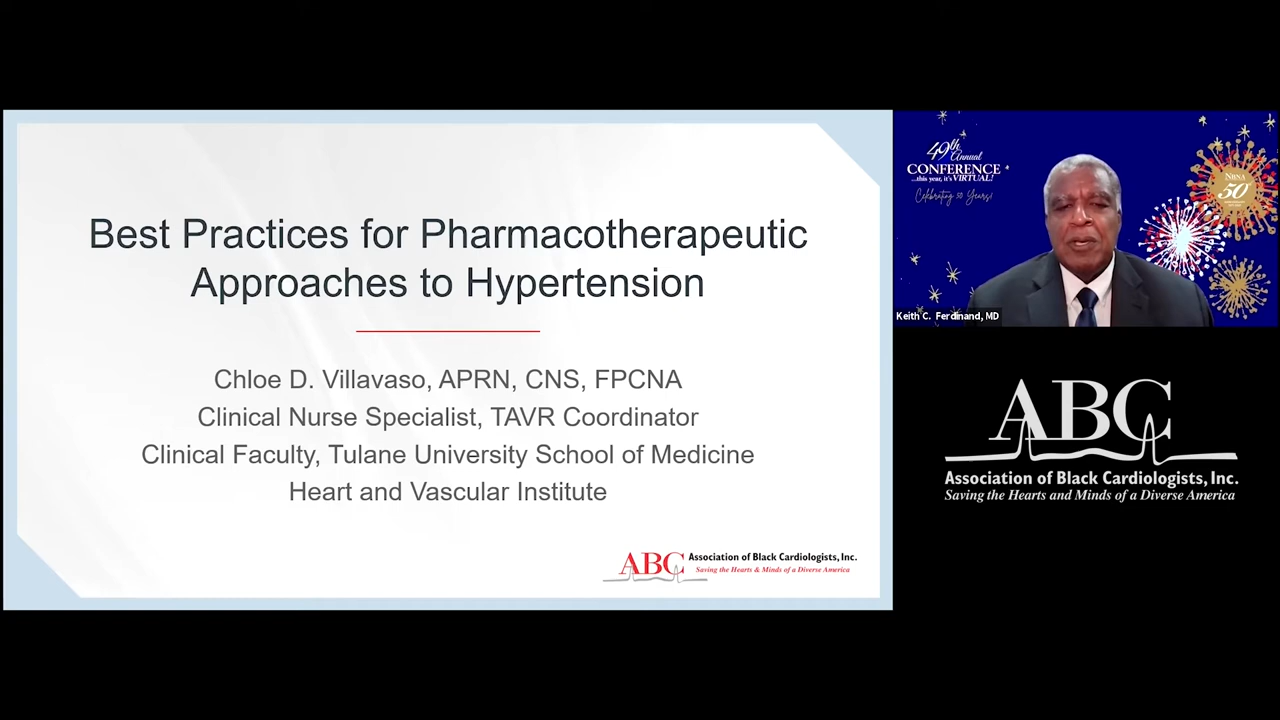 Best Practices for Pharmacotherapeutic
Approaches to Hypertension
Chloe D. Villavaso, APRN, CNS, FPCNA
Clinical Nurse Specialist, TAVR Coordinator
Clinical Faculty, Tulane University School of Medicine
Heart and Vascular Institute
ABC
Association of Black Cardiologists, Inc.
Saving the Hearts & Minds of a Diverse America
49th
Annual
CONFERENCE
...this year, it's VIRTUAL!
Celebrating 50 Years!
NBNA
50
Keith C. Ferdinand, MD
ABC
Association of Black Cardiologists, Inc.
Saving the Hearts and Minds of a Diverse America